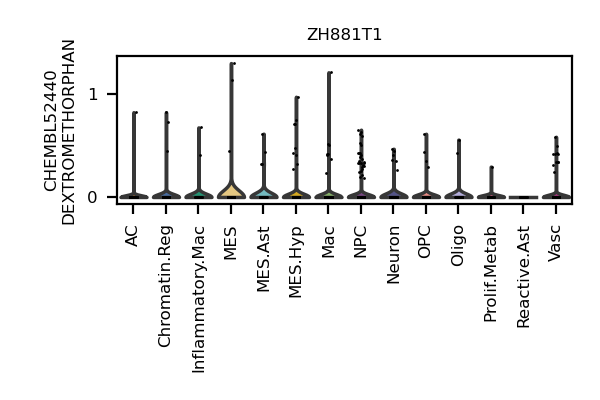 ZH881T1
CHEMBL52440
DEXTROMETHORPHAN
1
0
AC
Chromatin.Reg
Inflammatory.Mac
MES
MES.Ast
MES.Hyp
Mac
NPC
Neuron
OPC
Oligo
Prolif.Metab
Reactive.Ast
Vasc